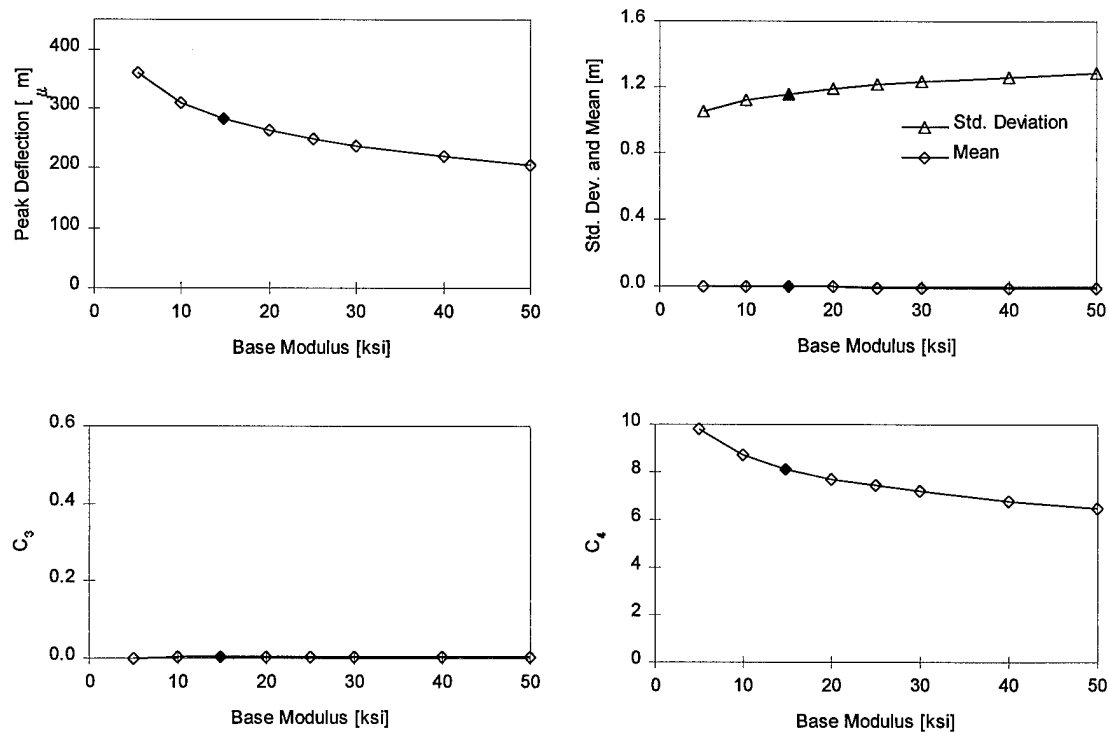 Peak Deflection [ m]
μ
400
300
200
100
0
0 10 20 30 40 50
Base Modulus [ksi]
Std. Dev. and Mean [m]
1.6
1.2
0.8
0.4
0.0
Std. Deviation
Mean
0 10 20 30 40 50
Base Modulus [ksi]
C3
0.6
0.4
0.2
0.0
0 10 20 30 40 50
Base Modulus [ksi]
C4
10
8
6
4
2
0
0 10 20 30 40 50
Base Modulus [ksi]